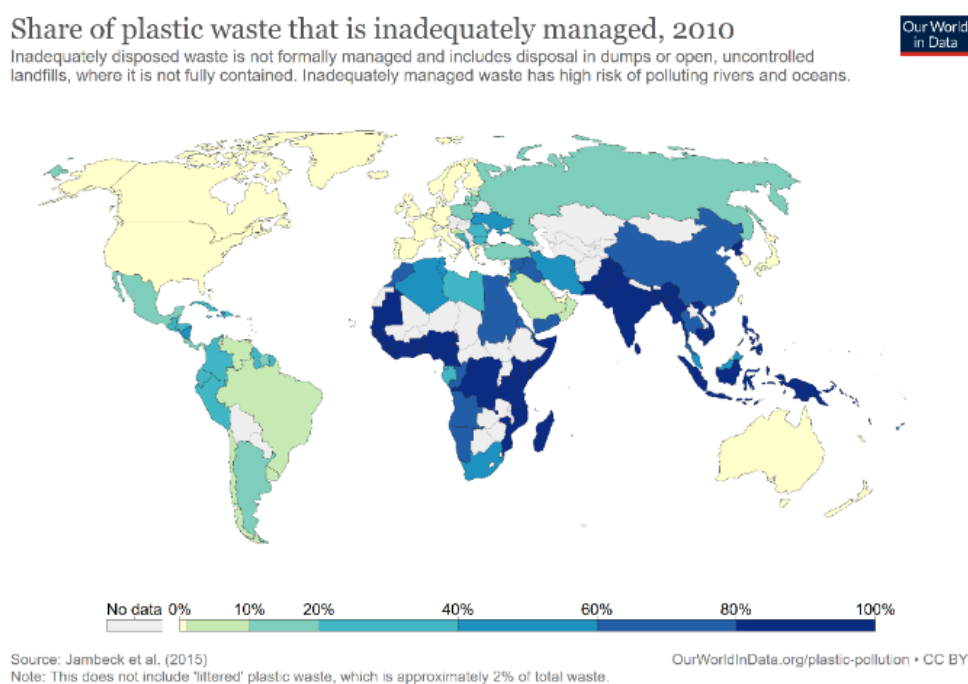 Share of plastic waste that is inadequately managed, 2010
Our World
in Data
Inadequately disposed waste is not formally managed and includes disposal in dumps or open, uncontrolled
landfills, where it is not fully contained. Inadequately managed waste has high risk of polluting rivers and oceans.
No data 0% 10% 20% 40% 60% 80% 100%
Source: Jambeck et al. (2015)
OurWorldInData.org/plastic-pollution • CC BY
Note: This does not include 'littered' plastic waste, which is approximately 2% of total waste.